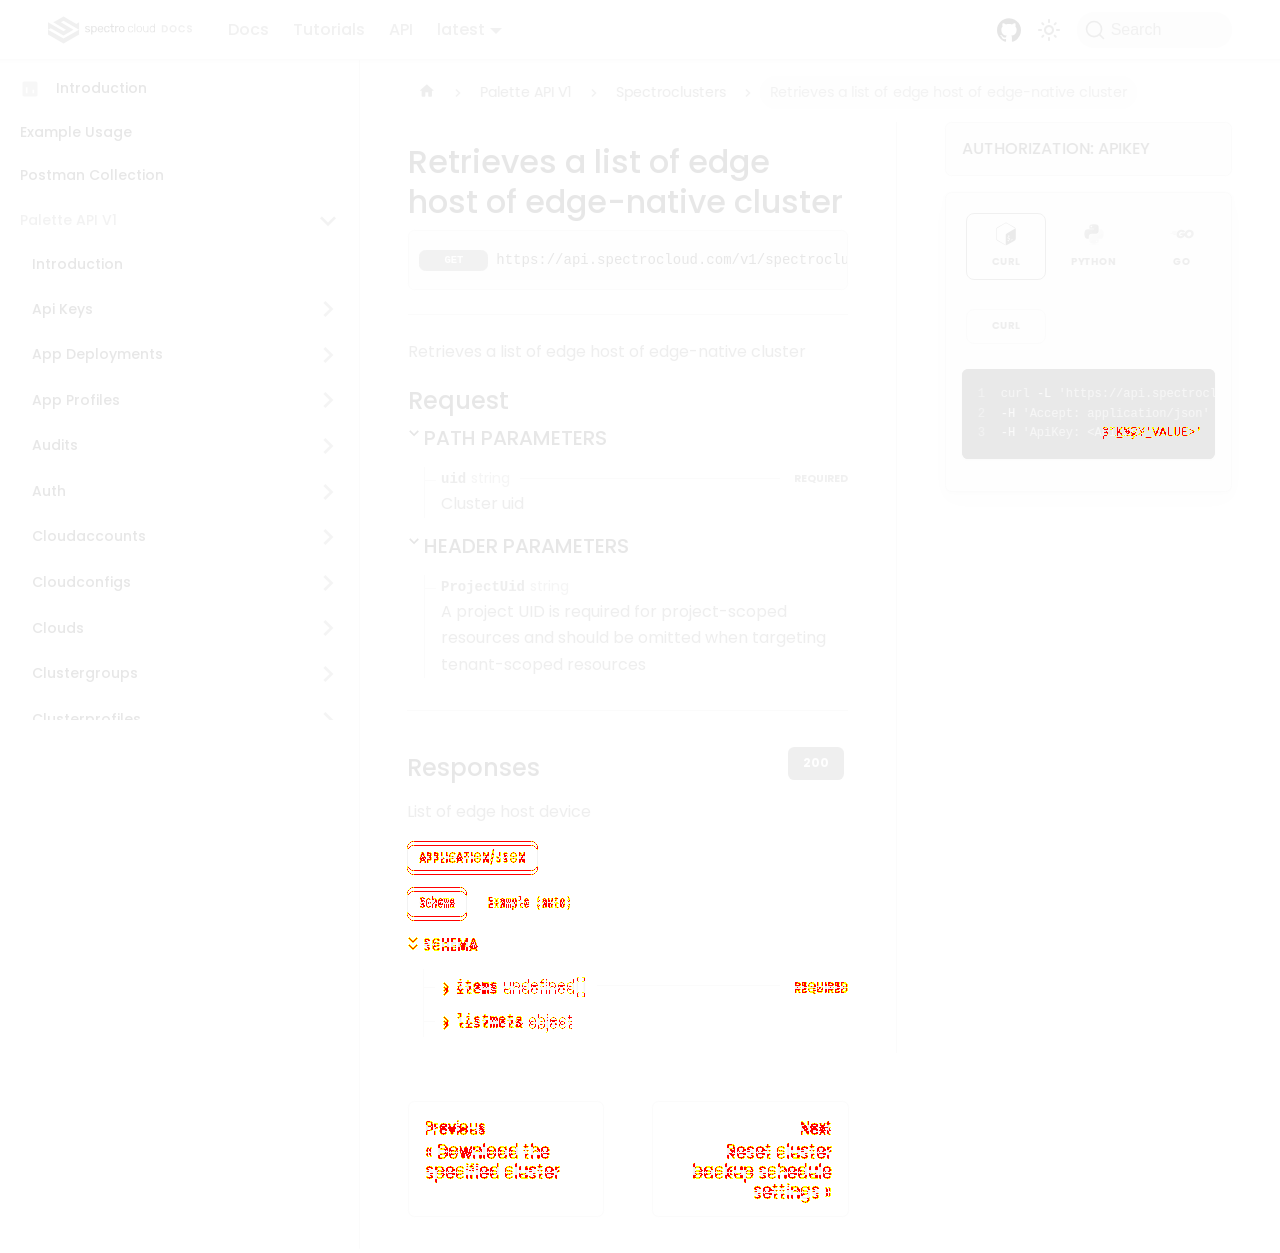 spectro cloud DOCS
Docs
Tutorials
API
latest
Search
Introduction
Example Usage
Postman Collection
Palette API V1
Introduction
Api Keys
App Deployments
App Profiles
Audits
Auth
Cloudaccounts
Cloudconfigs
Clouds
Clustergroups
Clusterprofiles
Palette API V1
Spectroclusters
Retrieves a list of edge host of edge-native cluster
Retrieves a list of edge
host of edge-native cluster
GET https://api.spectrocloud.com/v1/spectroclu
Retrieves a list of edge host of edge-native cluster
Request
PATH PARAMETERS
uid string REQUIRED
Cluster uid
HEADER PARAMETERS
ProjectUid string
A project UID is required for project-scoped
resources and should be omitted when targeting
tenant-scoped resources
Responses
200
List of edge host device
APPLICATION/JSON
Schema
Example (auto)
SCHEMA
items undefined[] REQUIRED
listmeta object
Previous
« Download the
specified cluster
Next
Reset cluster
backup schedule
settings »
AUTHORIZATION: APIKEY
CURL
PYTHON
GO
GO
CURL
1 curl -L 'https://api.spectrocl
2 -H 'Accept: application/json'
3 -H 'ApiKey: